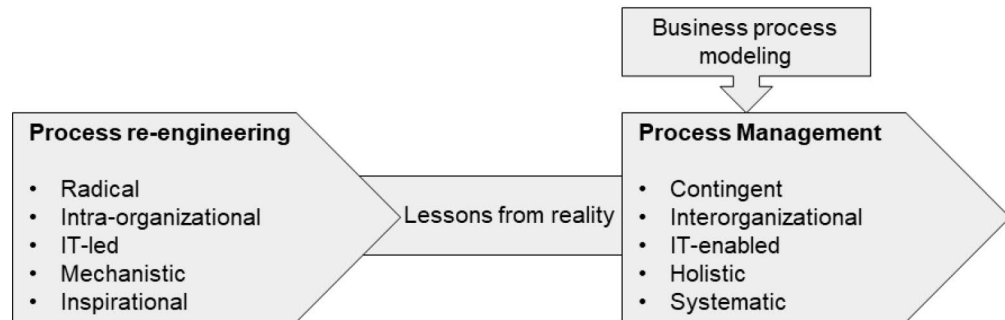 Business process
modeling
Process re-engineering
• Radical
• Intra-organizational
• IT-led
• Mechanistic
• Inspirational
Lessons from reality
Process Management
• Contingent
• Interorganizational
• IT-enabled
• Holistic
• Systematic